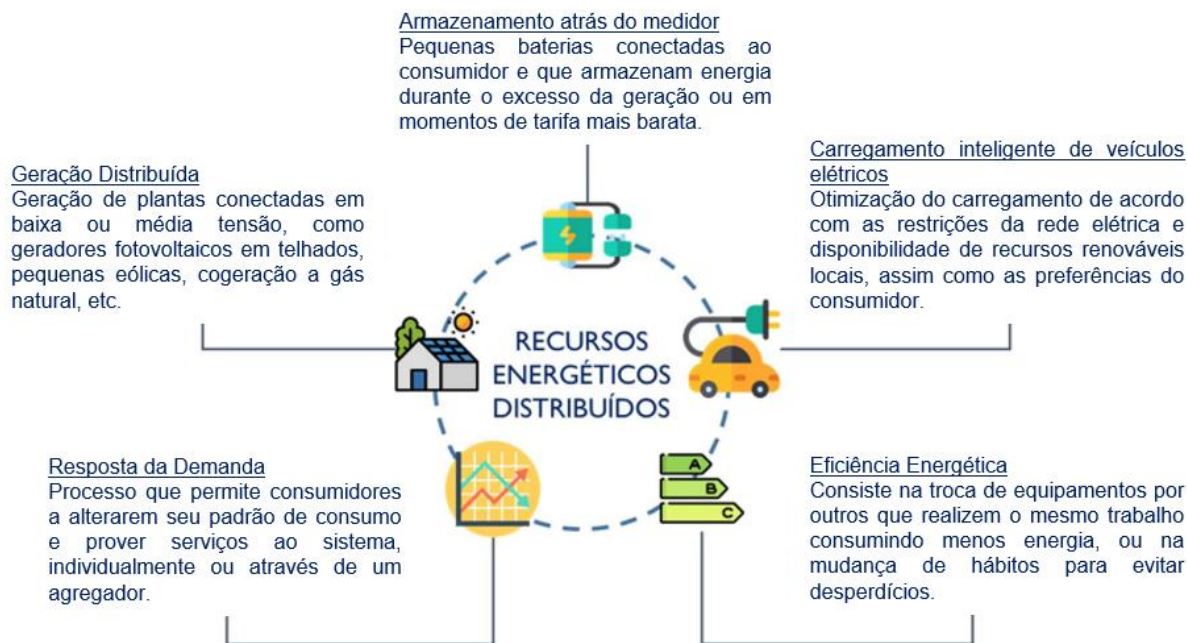 Armazenamento atrás do medidor
Pequenas baterias conectadas ao
consumidor e que armazenam energia
durante o excesso da geração ou em
momentos de tarifa mais barata.
Geração Distribuída
Geração de plantas conectadas em
baixa ou média tensão, como
geradores fotovoltaicos em telhados,
pequenas eólicas, cogeração a gás
natural, etc.
Carregamento inteligente de veículos
elétricos
Otimização do carregamento de acordo
com as restrições da rede elétrica e
disponibilidade de recursos renováveis
locais, assim como as preferências do
consumidor.
RECURSOS
ENERGÉTICOS
DISTRIBUÍDOS
Resposta da Demanda
Processo que permite consumidores
a alterarem seu padrão de consumo
e prover serviços ao sistema,
individualmente ou através de um
agregador.
A
B
C
Eficiência Energética
Consiste na troca de equipamentos por
outros que realizem o mesmo trabalho
consumindo menos energia, ou na
mudança de hábitos para evitar
desperdícios.